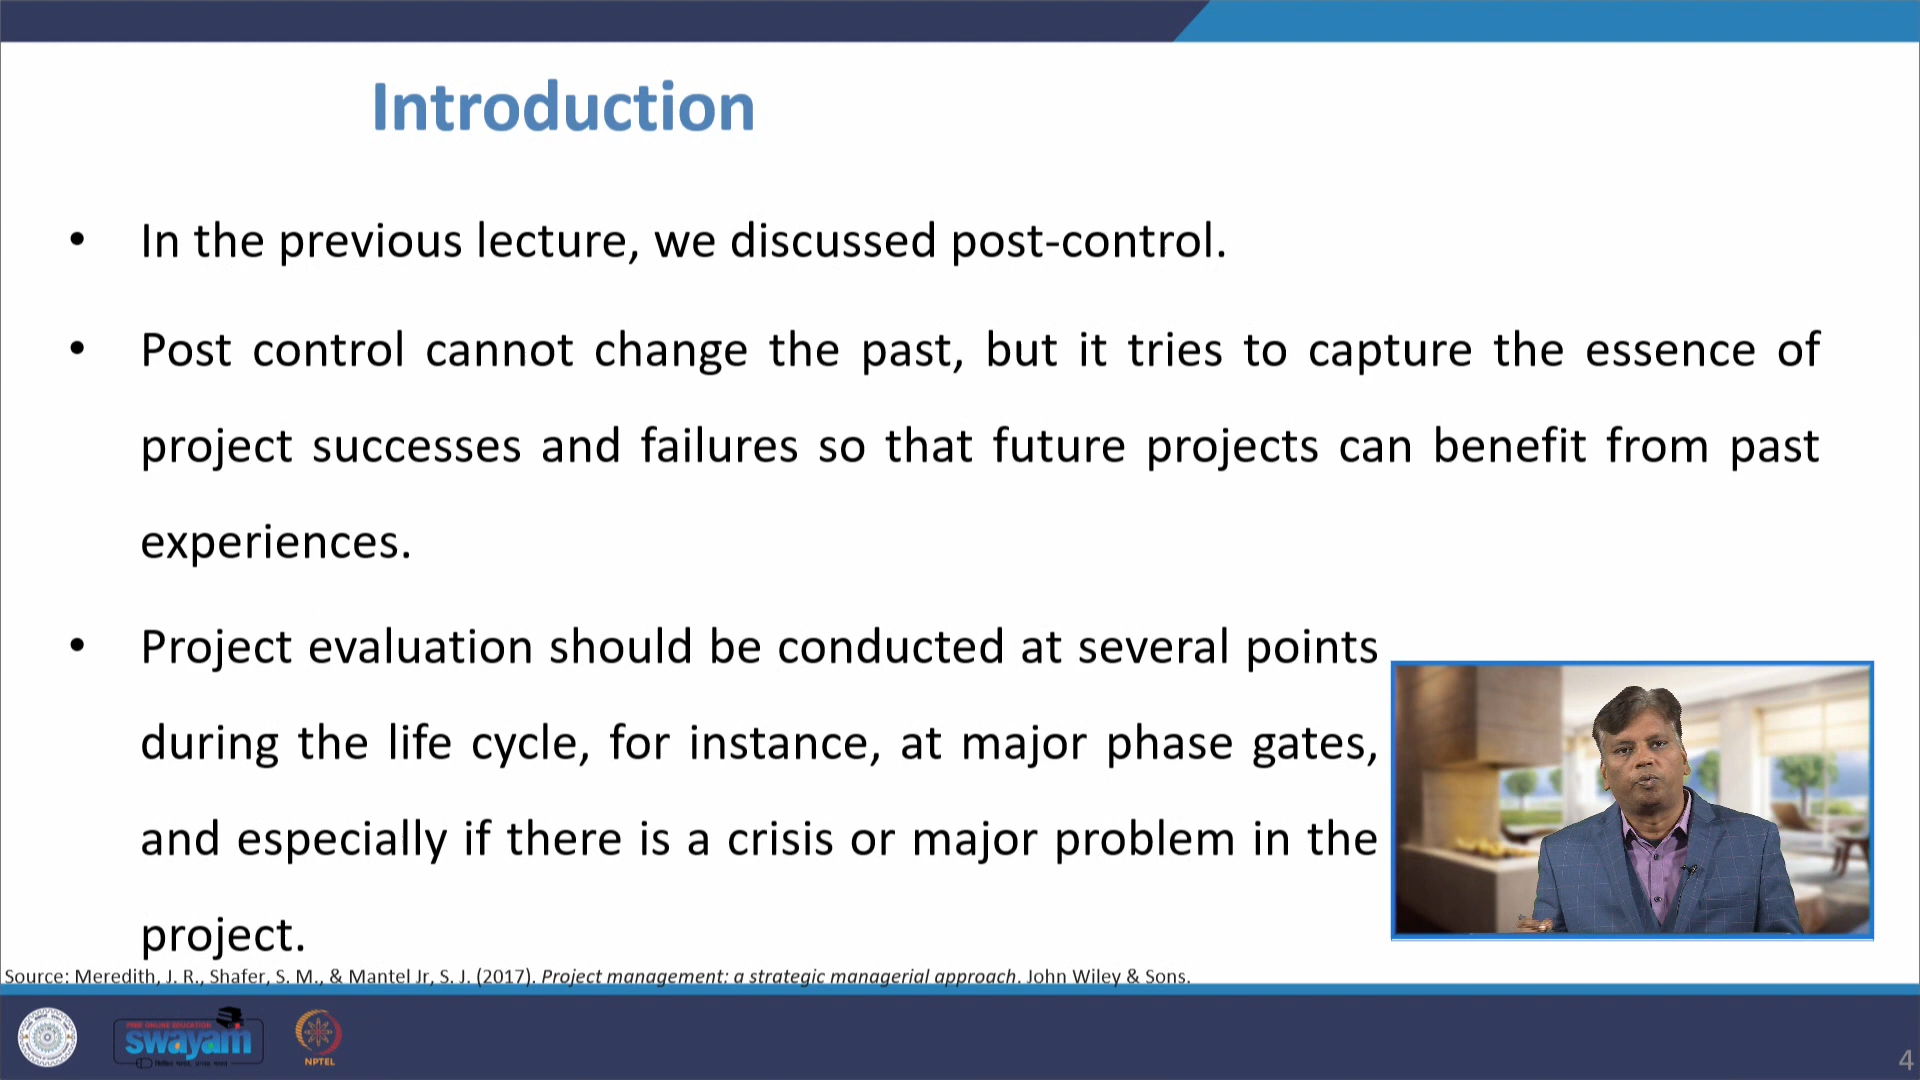 Introduction
• In the previous lecture, we discussed post-control.
• Post control cannot change the past, but it tries to capture the essence of
project successes and failures so that future projects can benefit from past
experiences.
• Project evaluation should be conducted at several points
during the life cycle, for instance, at major phase gates,
and especially if there is a crisis or major problem in the
project.
Source: Meredith, J. R., Shafer, S. M., & Mantel Jr, S. J. (2017). Project management: a strategic managerial approach. John Wiley & Sons.
FREE ONLINE EDUCATION
swayam
NPTEL
4